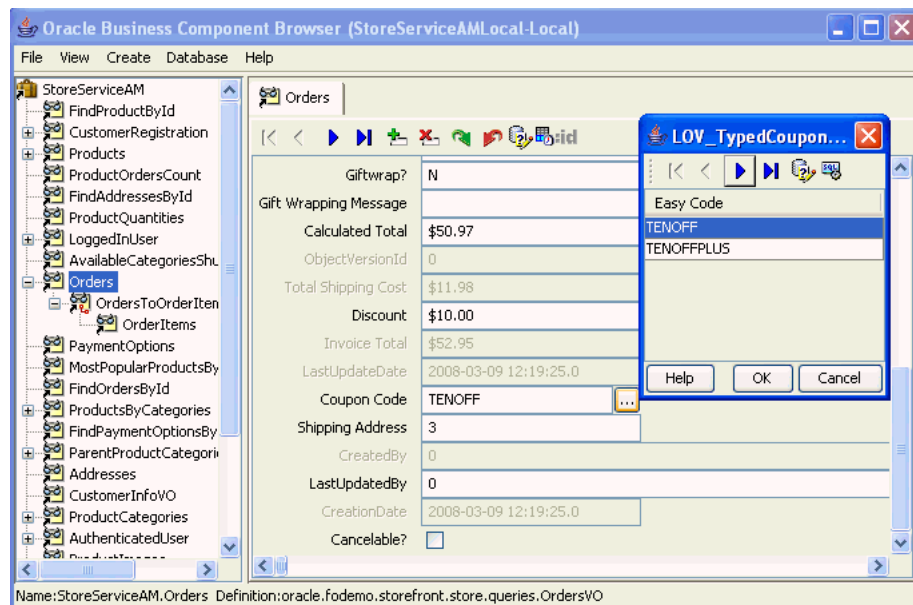 Oracle Business Component Browser (StoreServiceAMLocal-Local)
File View Create Database Help
StoreServiceAM
FindProductById
CustomerRegistration
Products
ProductOrdersCount
FindAddressesById
ProductQuantities
LoggedInUser
AvailableCategoriesShu
Orders
OrdersToOrderIten
OrderItems
PaymentOptions
MostPopularProductsBy
FindOrdersById
ProductsByCategories
FindPaymentOptionsBy
ParentProductCategori
Addresses
CustomerInfoVO
ProductCategories
AuthenticatedUser
ProductImages
Orders
:id
Giftwrap? N
Gift Wrapping Message
Calculated Total $50.97
ObjectVersionId 0
Total Shipping Cost $11.98
Discount $10.00
Invoice Total $52.95
LastUpdateDate 2008-03-09 12:19:25.0
Coupon Code TENOFF ...
Shipping Address 3
CreatedBy 0
LastUpdatedBy 0
CreationDate 2008-03-09 12:19:25.0
Cancelable?
LOV_TypedCoupon...
SQL
Easy Code
TENOFF
TENOFFPLUS
Help OK Cancel
Name:StoreServiceAM.Orders Definition:oracle.fodemo.storefront.store.queries.OrdersVO